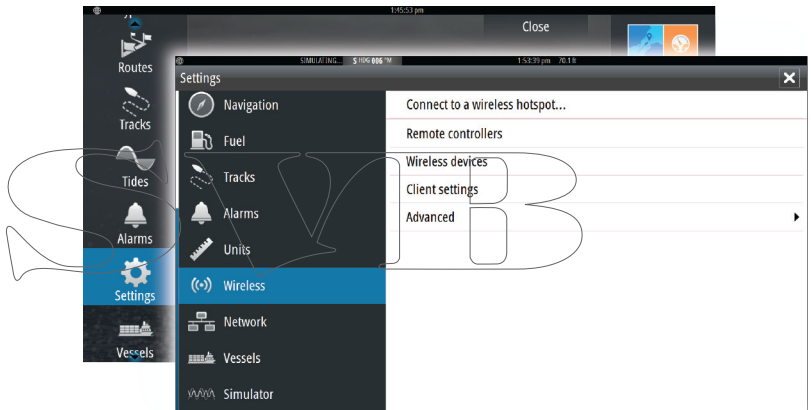 1:45:53 pm
Close
Routes
Tracks
Tides
Alarms
Settings
Vessels
SIMULATING... S HDG 006 °M 1:53:39 pm 70.1 ft
Settings
Navigation
Fuel
Tracks
Alarms
Units
Wireless
Network
Vessels
Simulator
Connect to a wireless hotspot...
Remote controllers
Wireless devices
Client settings
Advanced